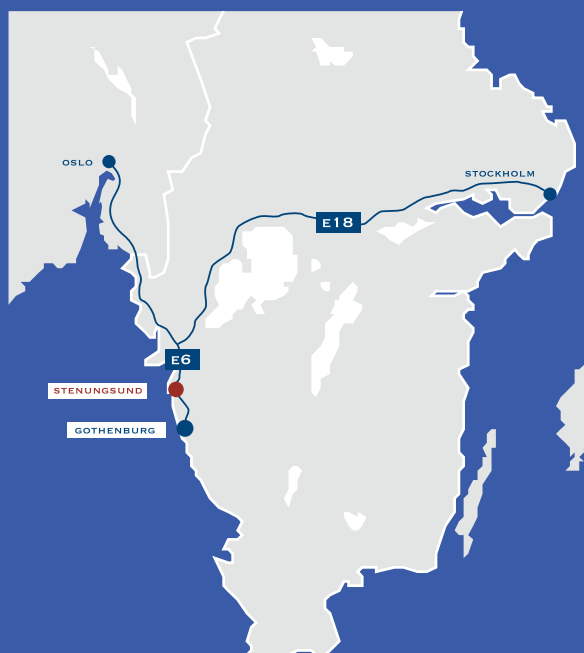 OSLO
STOCKHOLM
E18
E6
STENUNGSUND
GOTHENBURG